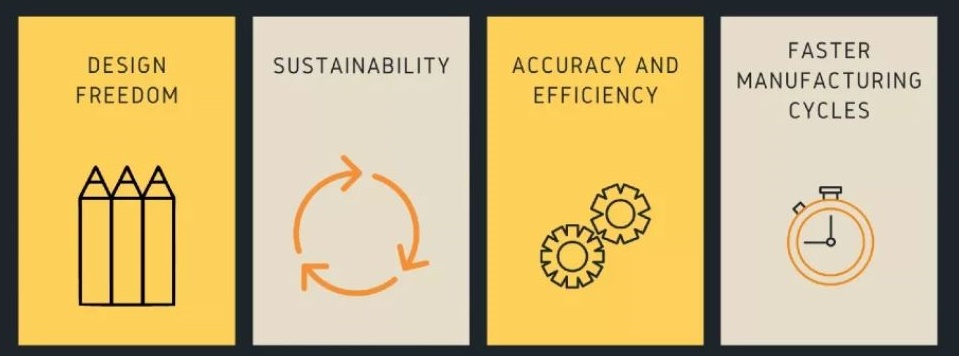 DESIGN
FREEDOM
SUSTAINABILITY
ACCURACY AND
EFFICIENCY
FASTER
MANUFACTURING
CYCLES